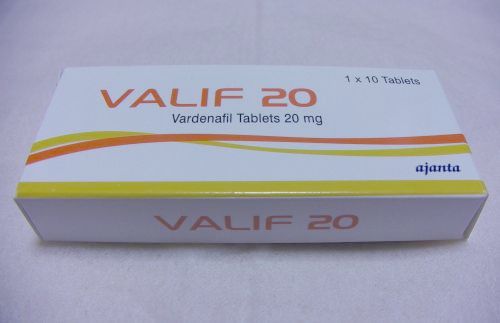 1 x 10 Tablets
VALIF 20
Vardenafil Tablets 20 mg
ajanta
VALIF 20